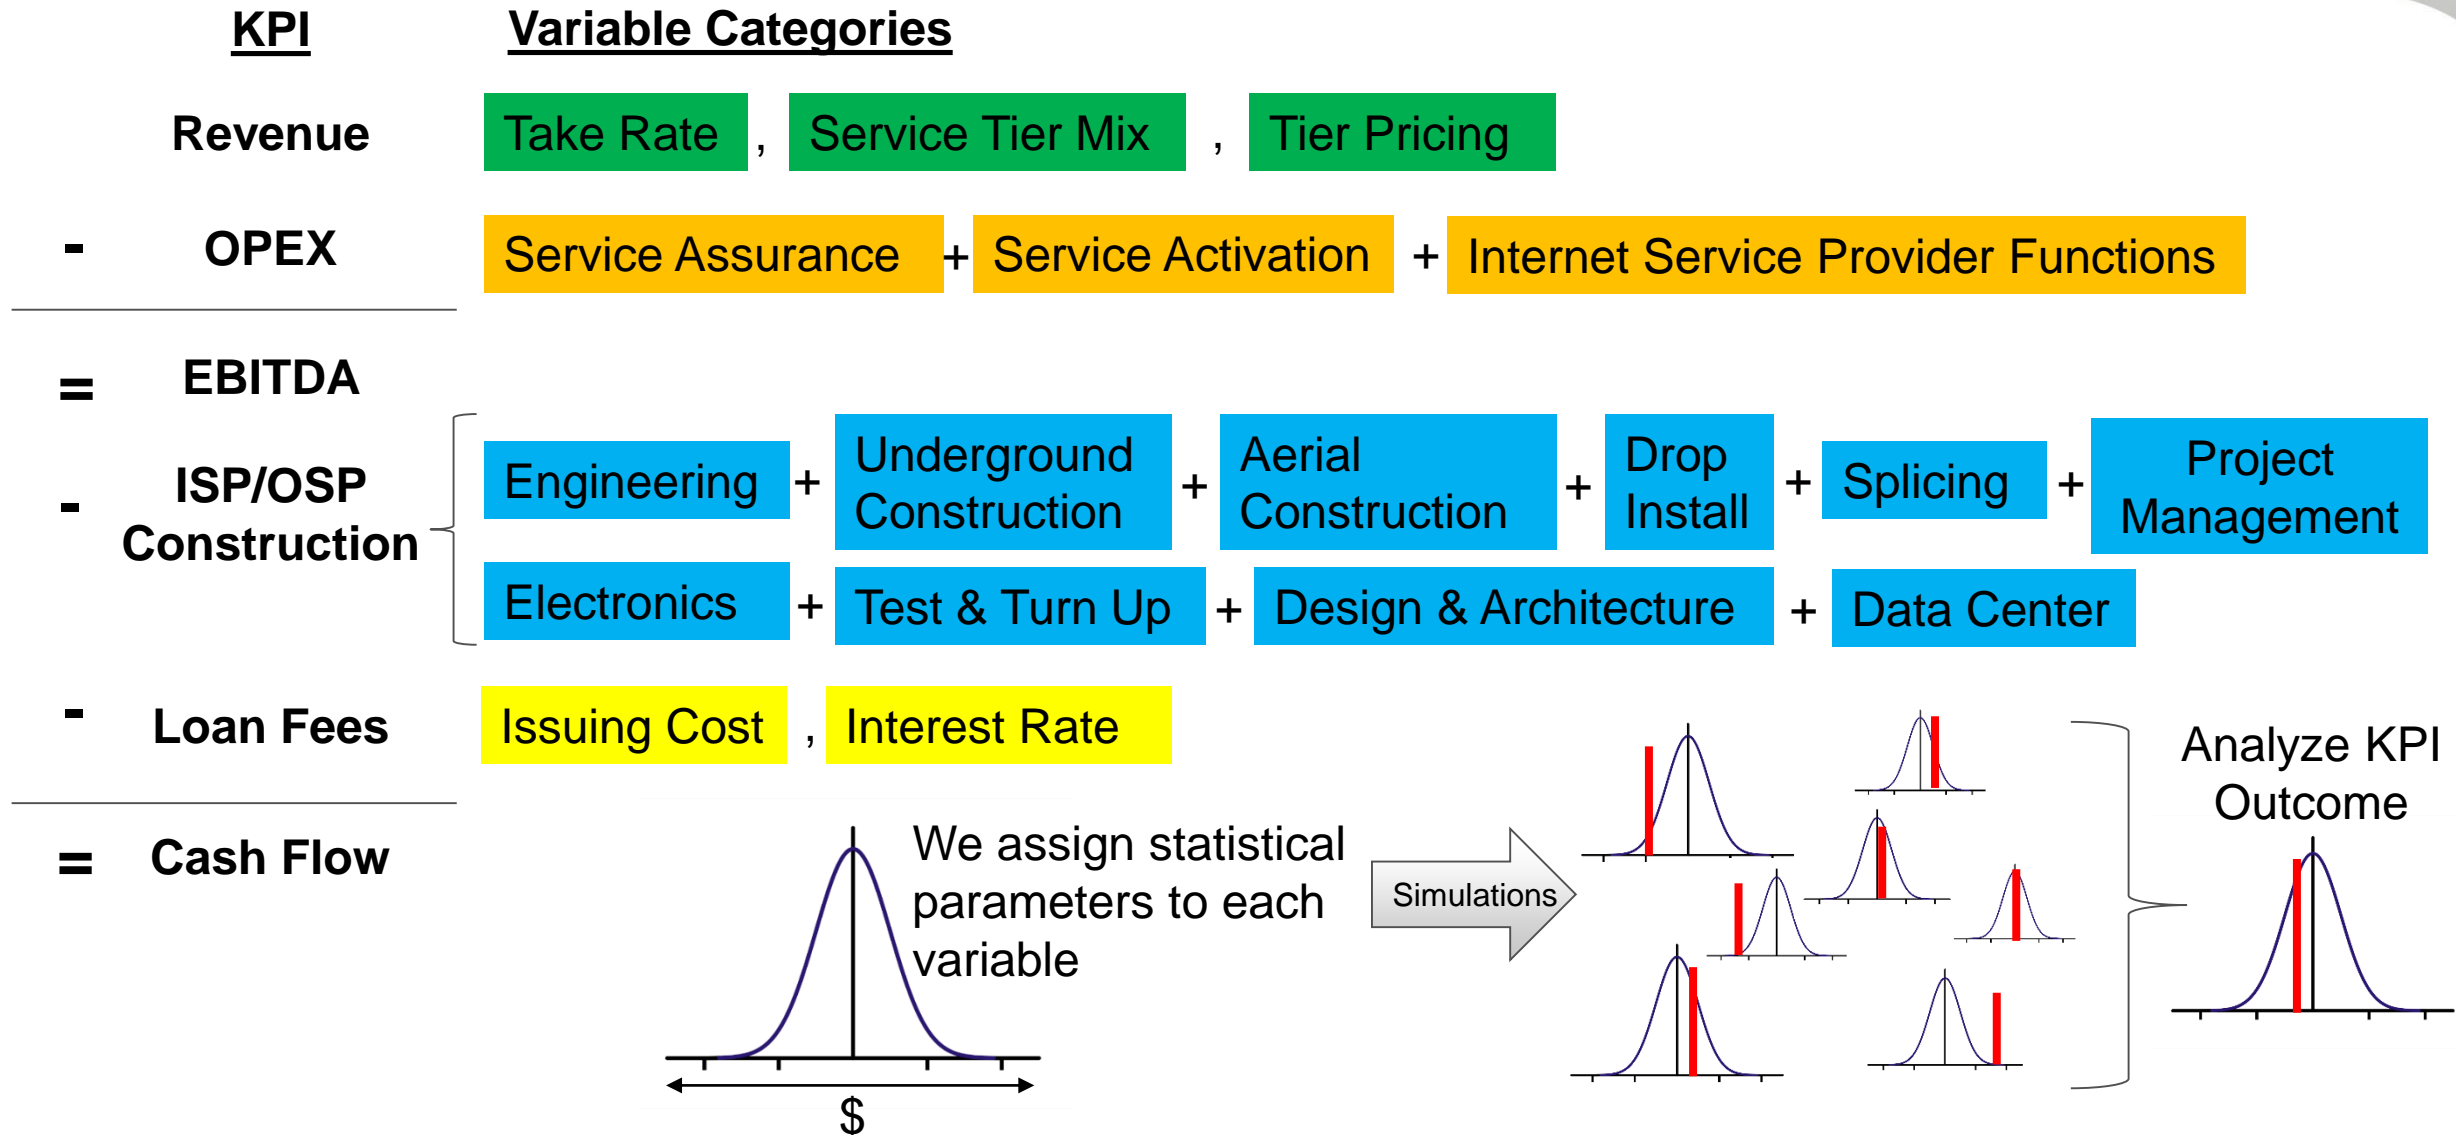 KPI Variable Categories
Revenue Take Rate , Service Tier Mix , Tier Pricing
- OPEX Service Assurance + Service Activation + Internet Service Provider Functions
= EBITDA
- ISP/OSP
Construction
Engineering + Underground
Construction + Aerial
Construction + Drop
Install + Splicing + Project
Management
Electronics + Test & Turn Up + Design & Architecture + Data Center
- Loan Fees Issuing Cost , Interest Rate
= Cash Flow
We assign statistical
parameters to each
variable
$
Simulations
Analyze KPI
Outcome